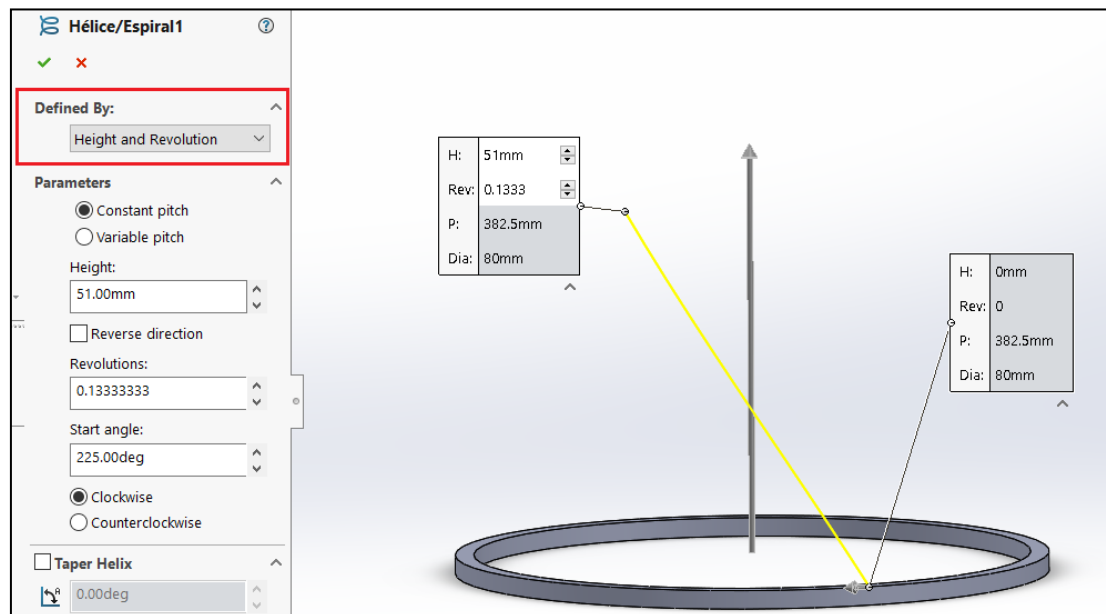 Hélice/Espiral1
Defined By:
Height and Revolution
Parameters
Constant pitch
Variable pitch
Height:
51.00mm
Reverse direction
Revolutions:
0.13333333
Start angle:
225.00deg
Clockwise
Counterclockwise
Taper Helix
0.00deg
H: 51mm
Rev: 0.1333
P: 382.5mm
Dia: 80mm
H: 0mm
Rev: 0
P: 382.5mm
Dia: 80mm